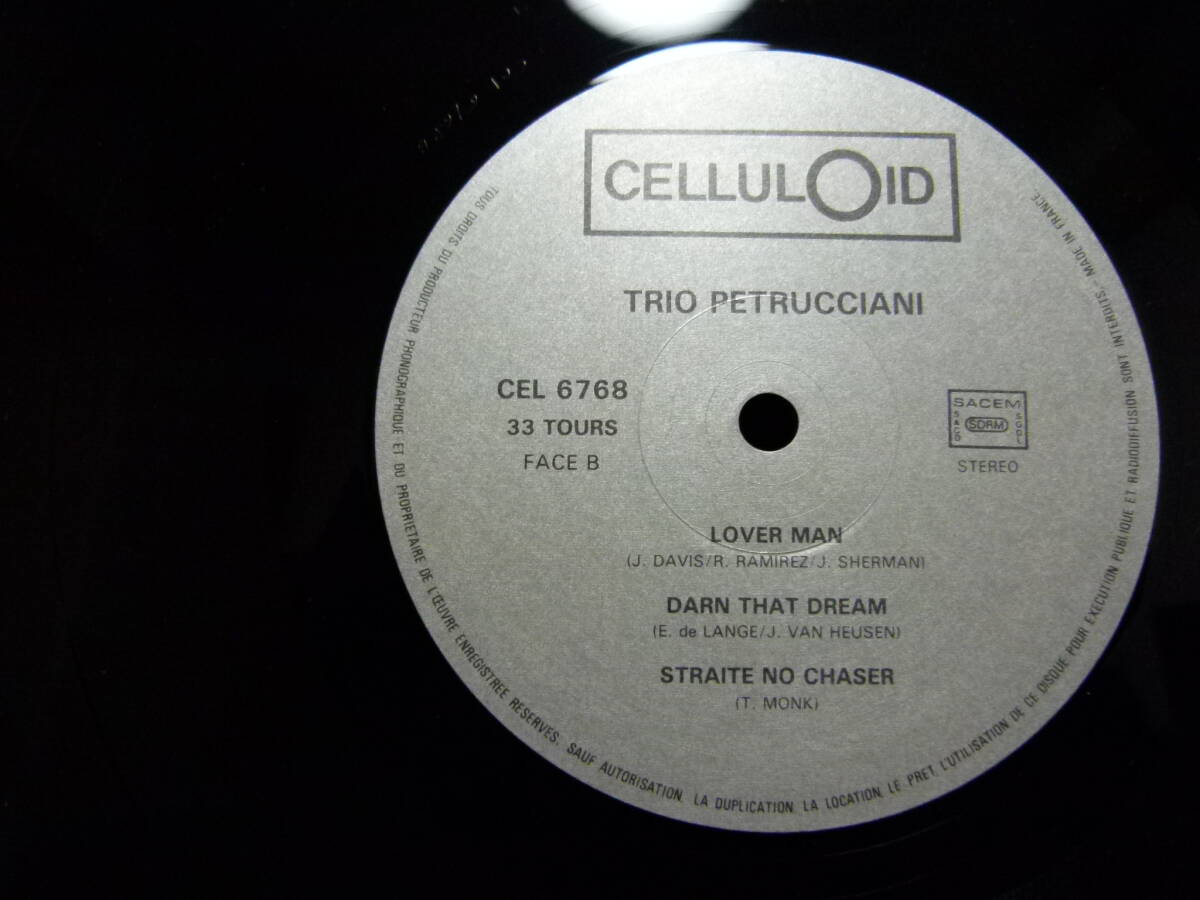 CELLULOID
TRIO PETRUCCIANI
CEL 6768
33 TOURS
FACE B
SACEM
SACD
SDRM
SGDL
STEREO
LOVER MAN
(J. DAVIS/R. RAMIREZ/J. SHERMAN)
DARN THAT DREAM
(E. de LANGE/J. VAN HEUSEN)
STRAITE NO CHASER
(T. MONK)
TOUS DROITS DU PRODUCTEUR PHONOGRAPHIQUE ET DU PROPRIETAIRE DE L'ŒUVRE ENREGISTREE RESERVES. SAUF AUTORISATION, LA DUPLICATION, LA LOCATION, LE PRET, L'UTILISATION DE CE DISQUE POUR EXECUTION PUBLIQUE ET RADIODIFFUSION SONT INTERDITS. - MADE IN FRANCE